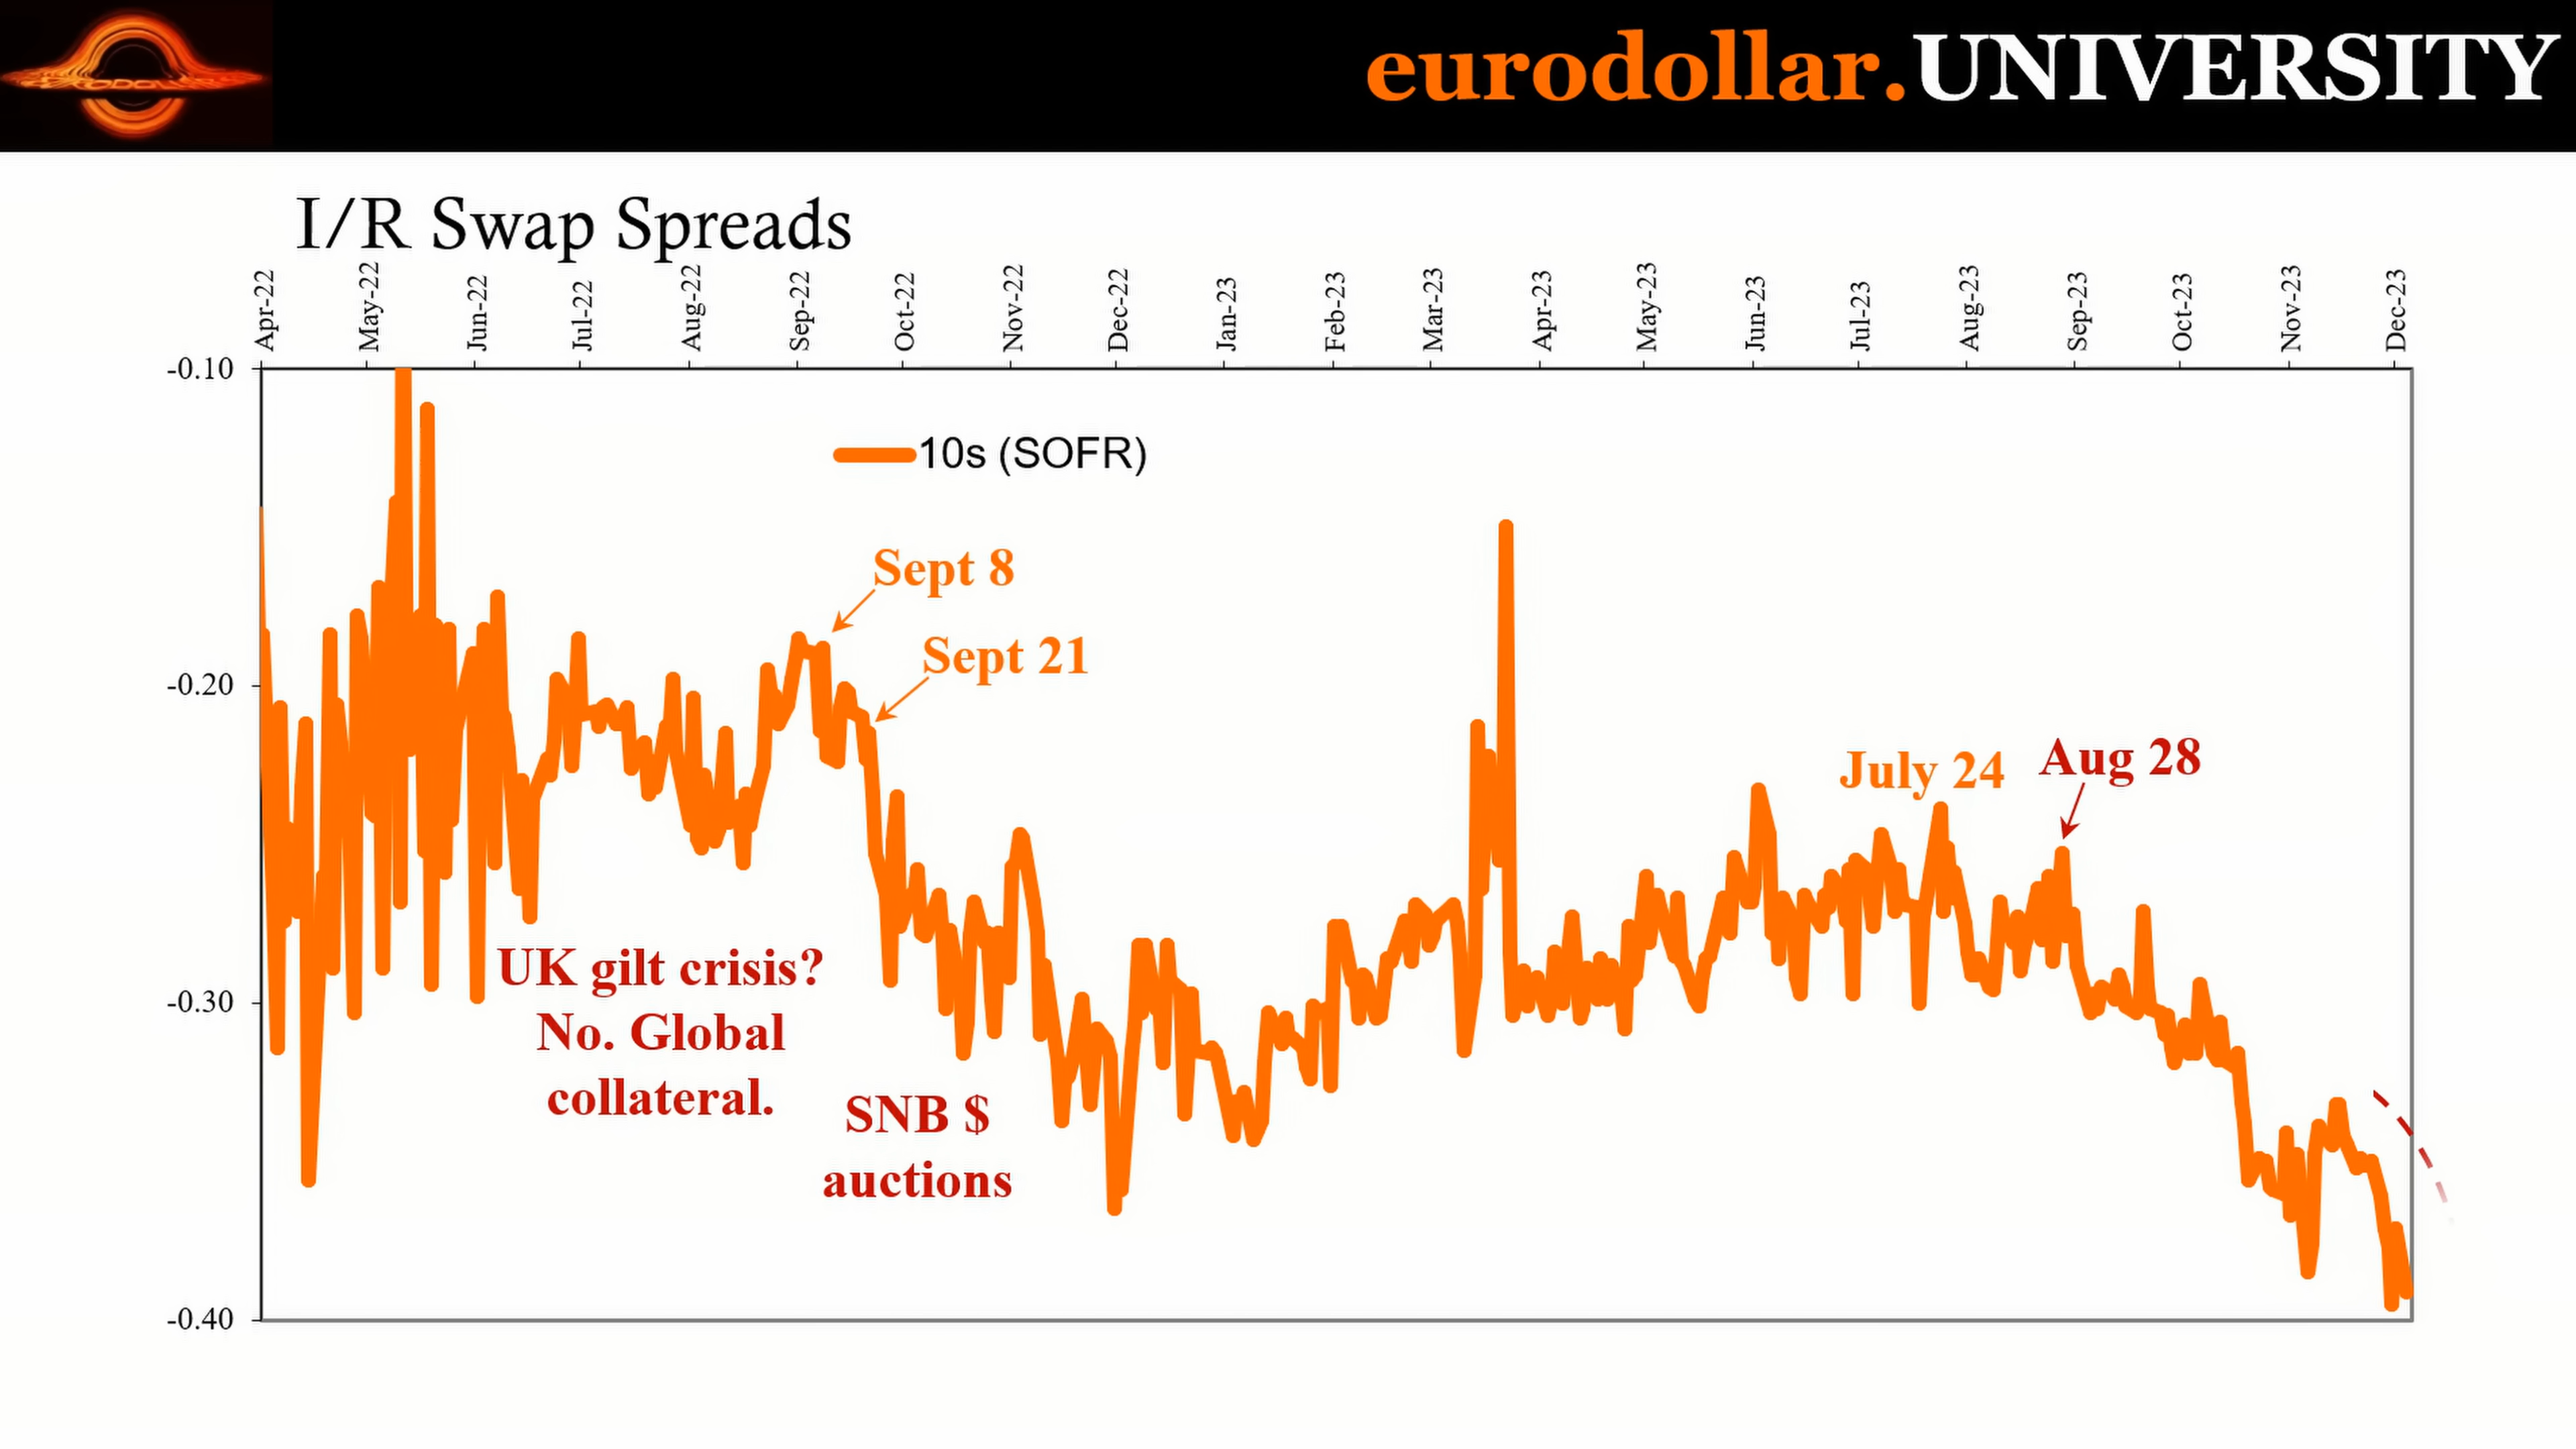 eurodollar.UNIVERSITY
I/R Swap Spreads
Apr-22
May-22
Jun-22
Jul-22
Aug-22
Sep-22
Oct-22
Nov-22
Dec-22
Jan-23
Feb-23
Mar-23
Apr-23
May-23
Jun-23
Jul-23
Aug-23
Sep-23
Oct-23
Nov-23
Dec-23
-0.10
-0.20
-0.30
-0.40
10s (SOFR)
Sept 8
Sept 21
July 24
Aug 28
UK gilt crisis?
No. Global
collateral.
SNB $
auctions